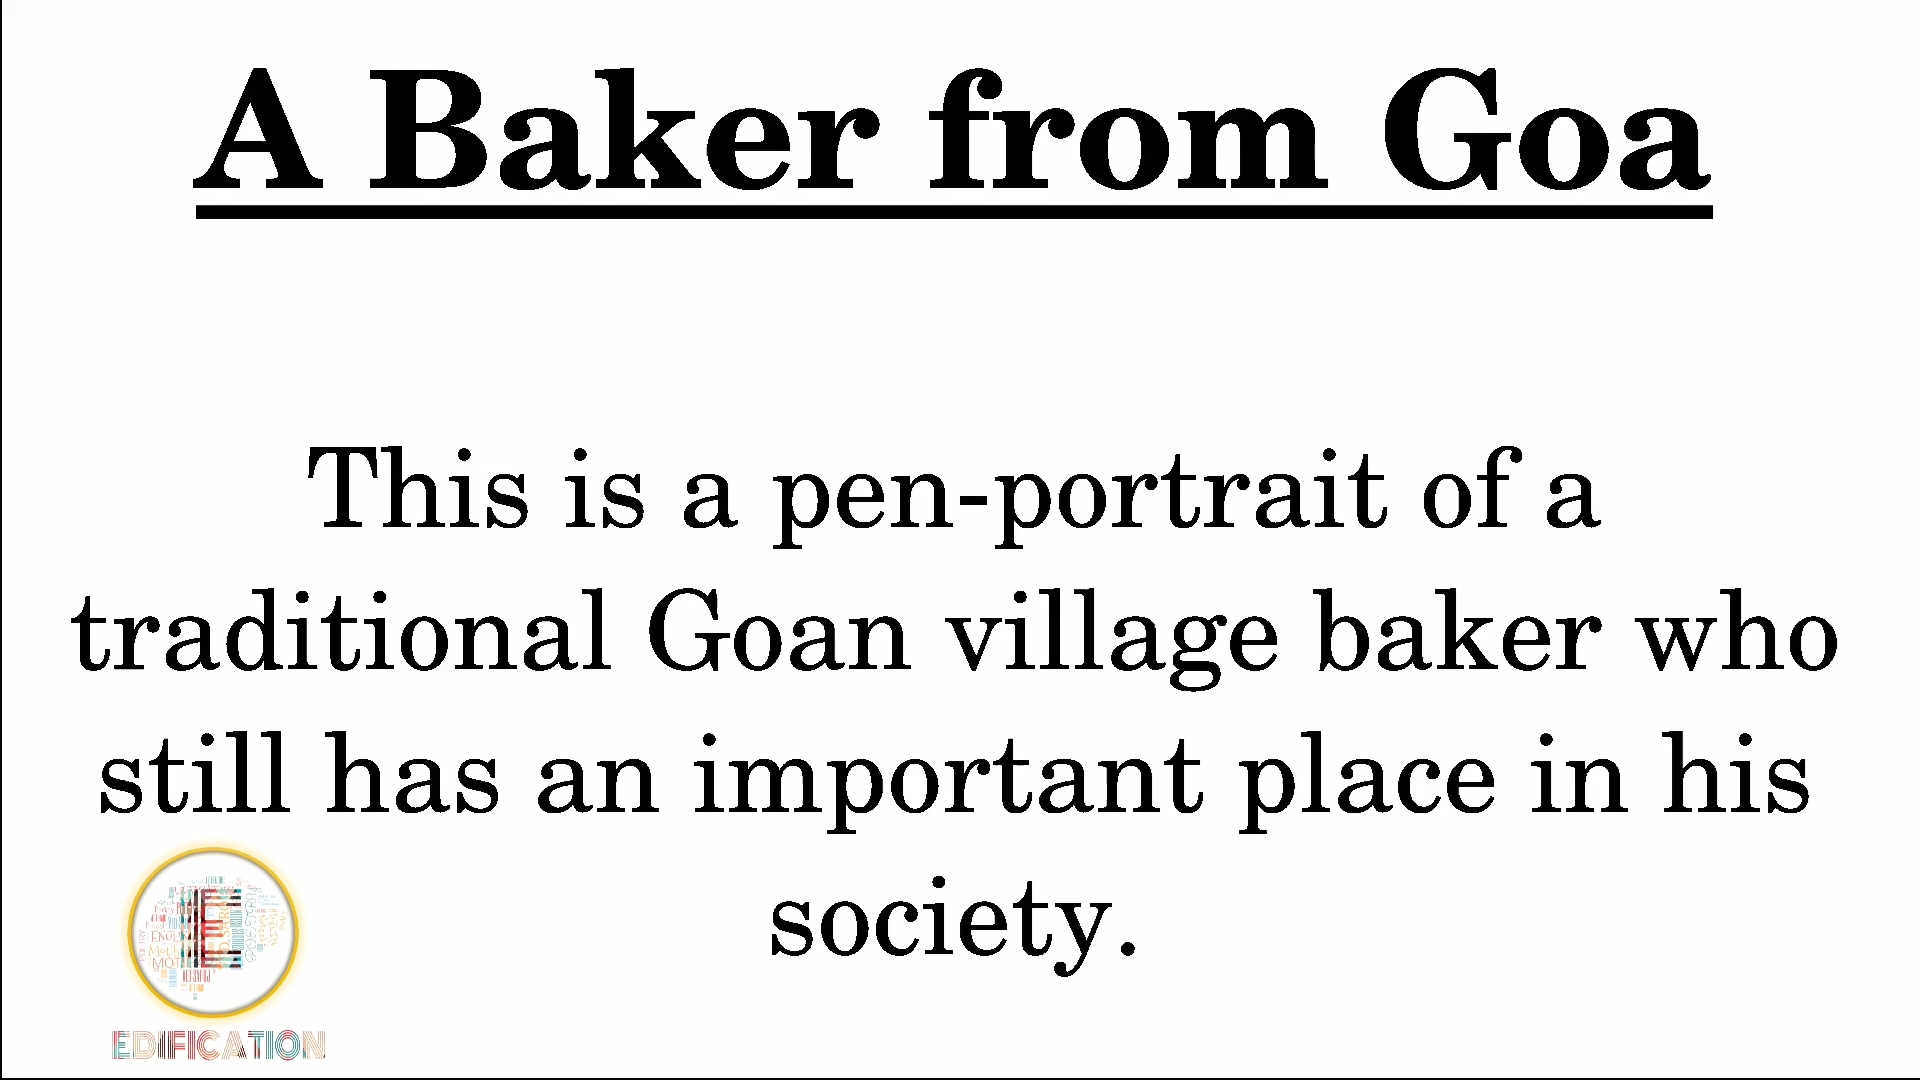 A Baker from Goa
This is a pen-portrait of a
traditional Goan village baker who
still has an important place in his
society.
E
EDIFICATION